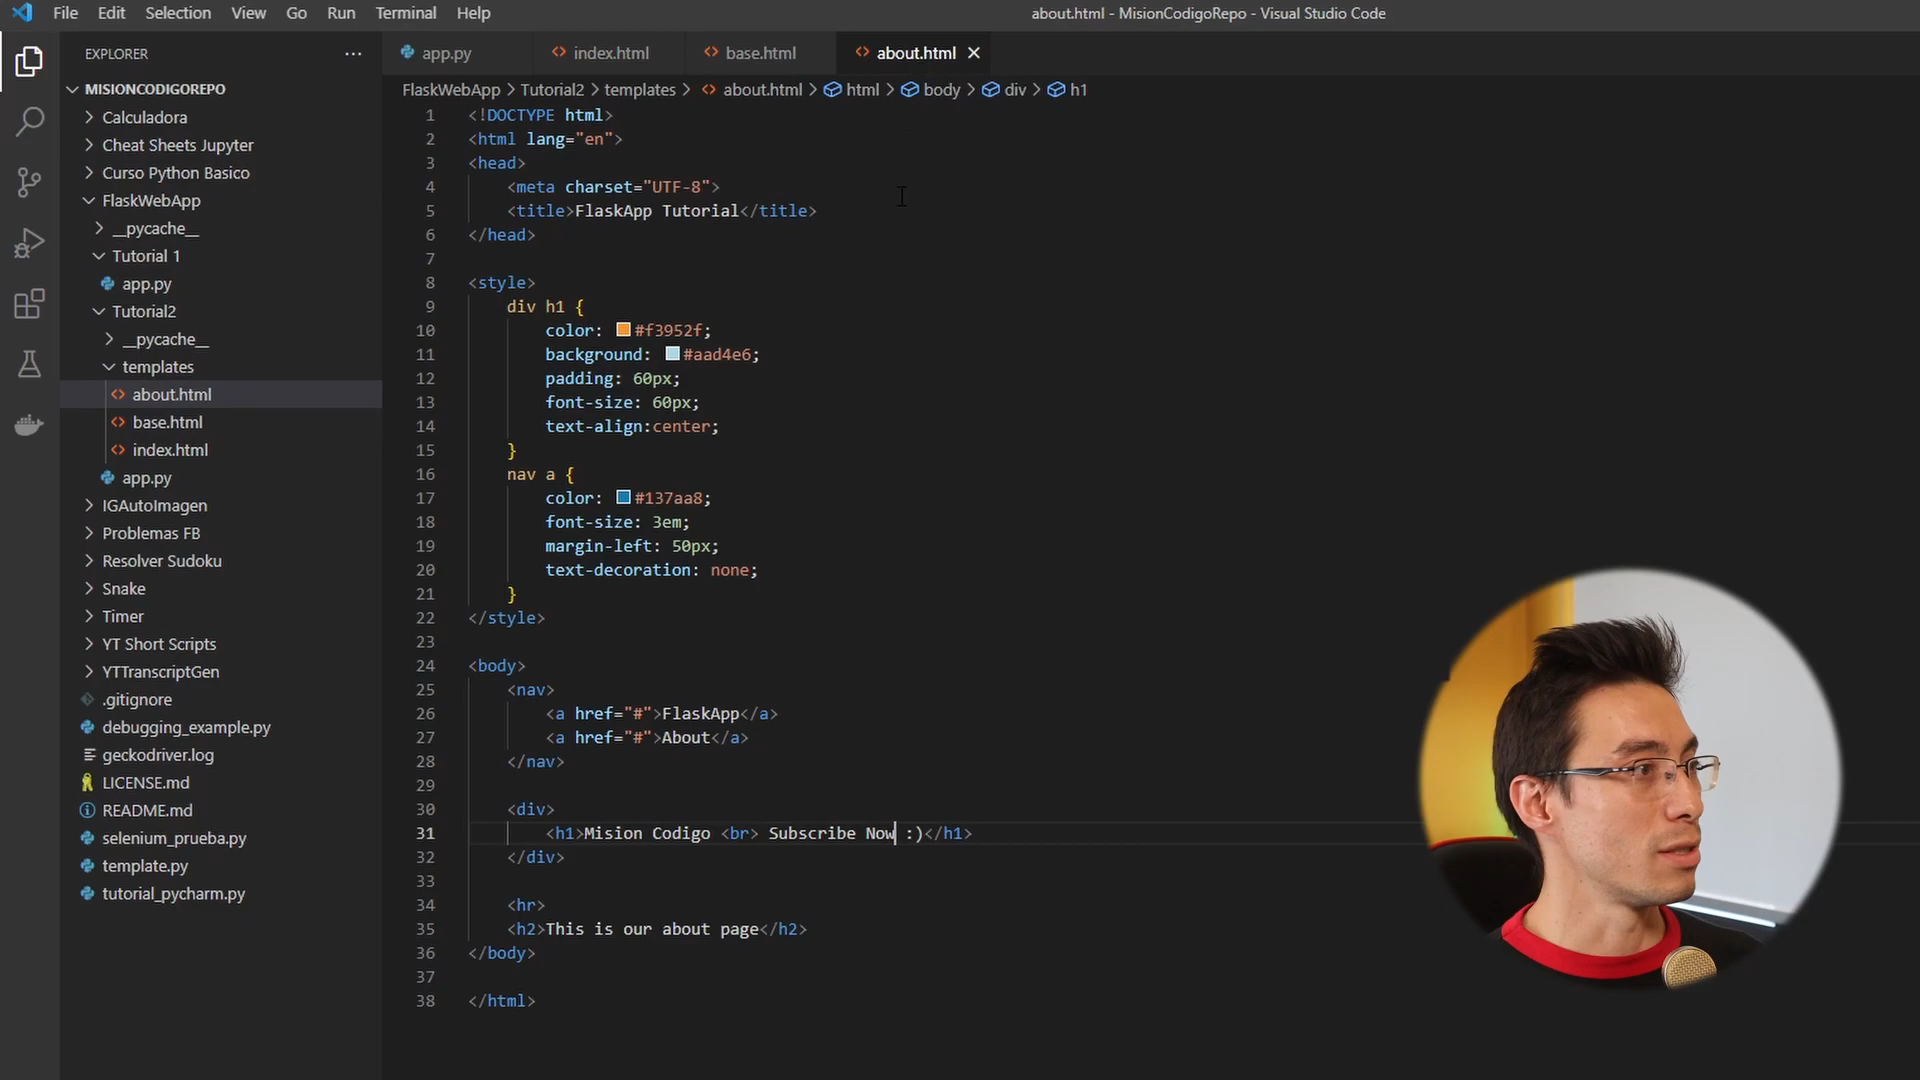 File Edit Selection View Go Run Terminal Help
about.html - MisionCodigoRepo - Visual Studio Code
EXPLORER
MISIONCODIGOREPO
Calculadora
Cheat Sheets Jupyter
Curso Python Basico
FlaskWebApp
__pycache__
Tutorial 1
app.py
Tutorial2
__pycache__
templates
about.html
base.html
index.html
app.py
IGAutoImagen
Problemas FB
Resolver Sudoku
Snake
Timer
YT Short Scripts
YTTranscriptGen
.gitignore
debugging_example.py
geckodriver.log
LICENSE.md
README.md
selenium_prueba.py
template.py
tutorial_pycharm.py
app.py index.html base.html about.html
FlaskWebApp > Tutorial2 > templates > about.html > html > body > div > h1
1 <!DOCTYPE html>
2 <html lang="en">
3 <head>
4 <meta charset="UTF-8">
5 <title>FlaskApp Tutorial</title>
6 </head>
7
8 <style>
9 div h1 {
10 color: #f3952f;
11 background: #aad4e6;
12 padding: 60px;
13 font-size: 60px;
14 text-align:center;
15 }
16 nav a {
17 color: #137aa8;
18 font-size: 3em;
19 margin-left: 50px;
20 text-decoration: none;
21 }
22 </style>
23
24 <body>
25 <nav>
26 <a href="#">FlaskApp</a>
27 <a href="#">About</a>
28 </nav>
29
30 <div>
31 <h1>Mision Codigo <br> Subscribe Now :)</h1>
32 </div>
33
34 <hr>
35 <h2>This is our about page</h2>
36 </body>
37
38 </html>